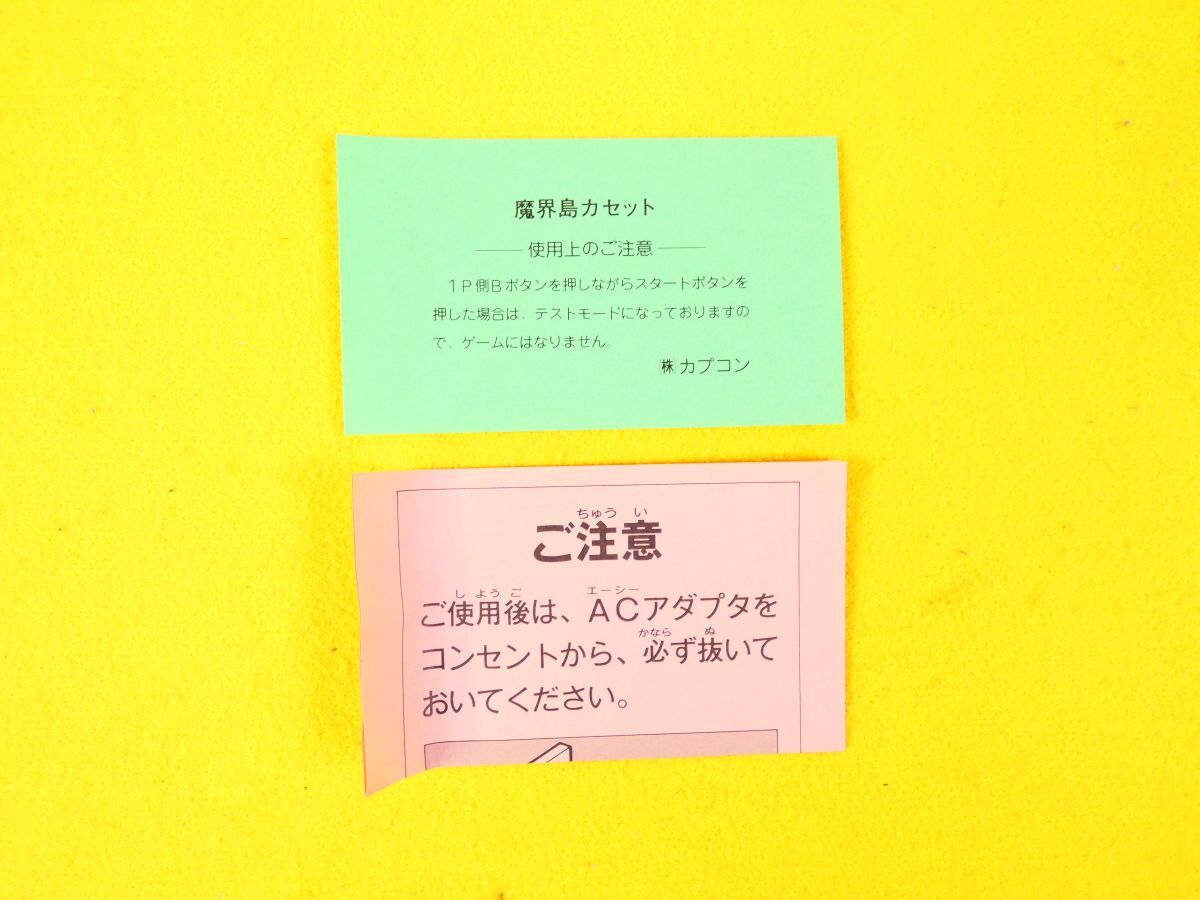 魔界島カセット
使用上のご注意
1P側Bボタンを押しながらスタートボタンを
押した場合は、テストモードになっておりますの
で、ゲームにはなりません。
㈱カプコン
ちゅう い
ご注意
し よう ご エーシー
ご使用後は、ACアダプタを
かなら ぬ
コンセントから、必ず抜いて
おいてください。